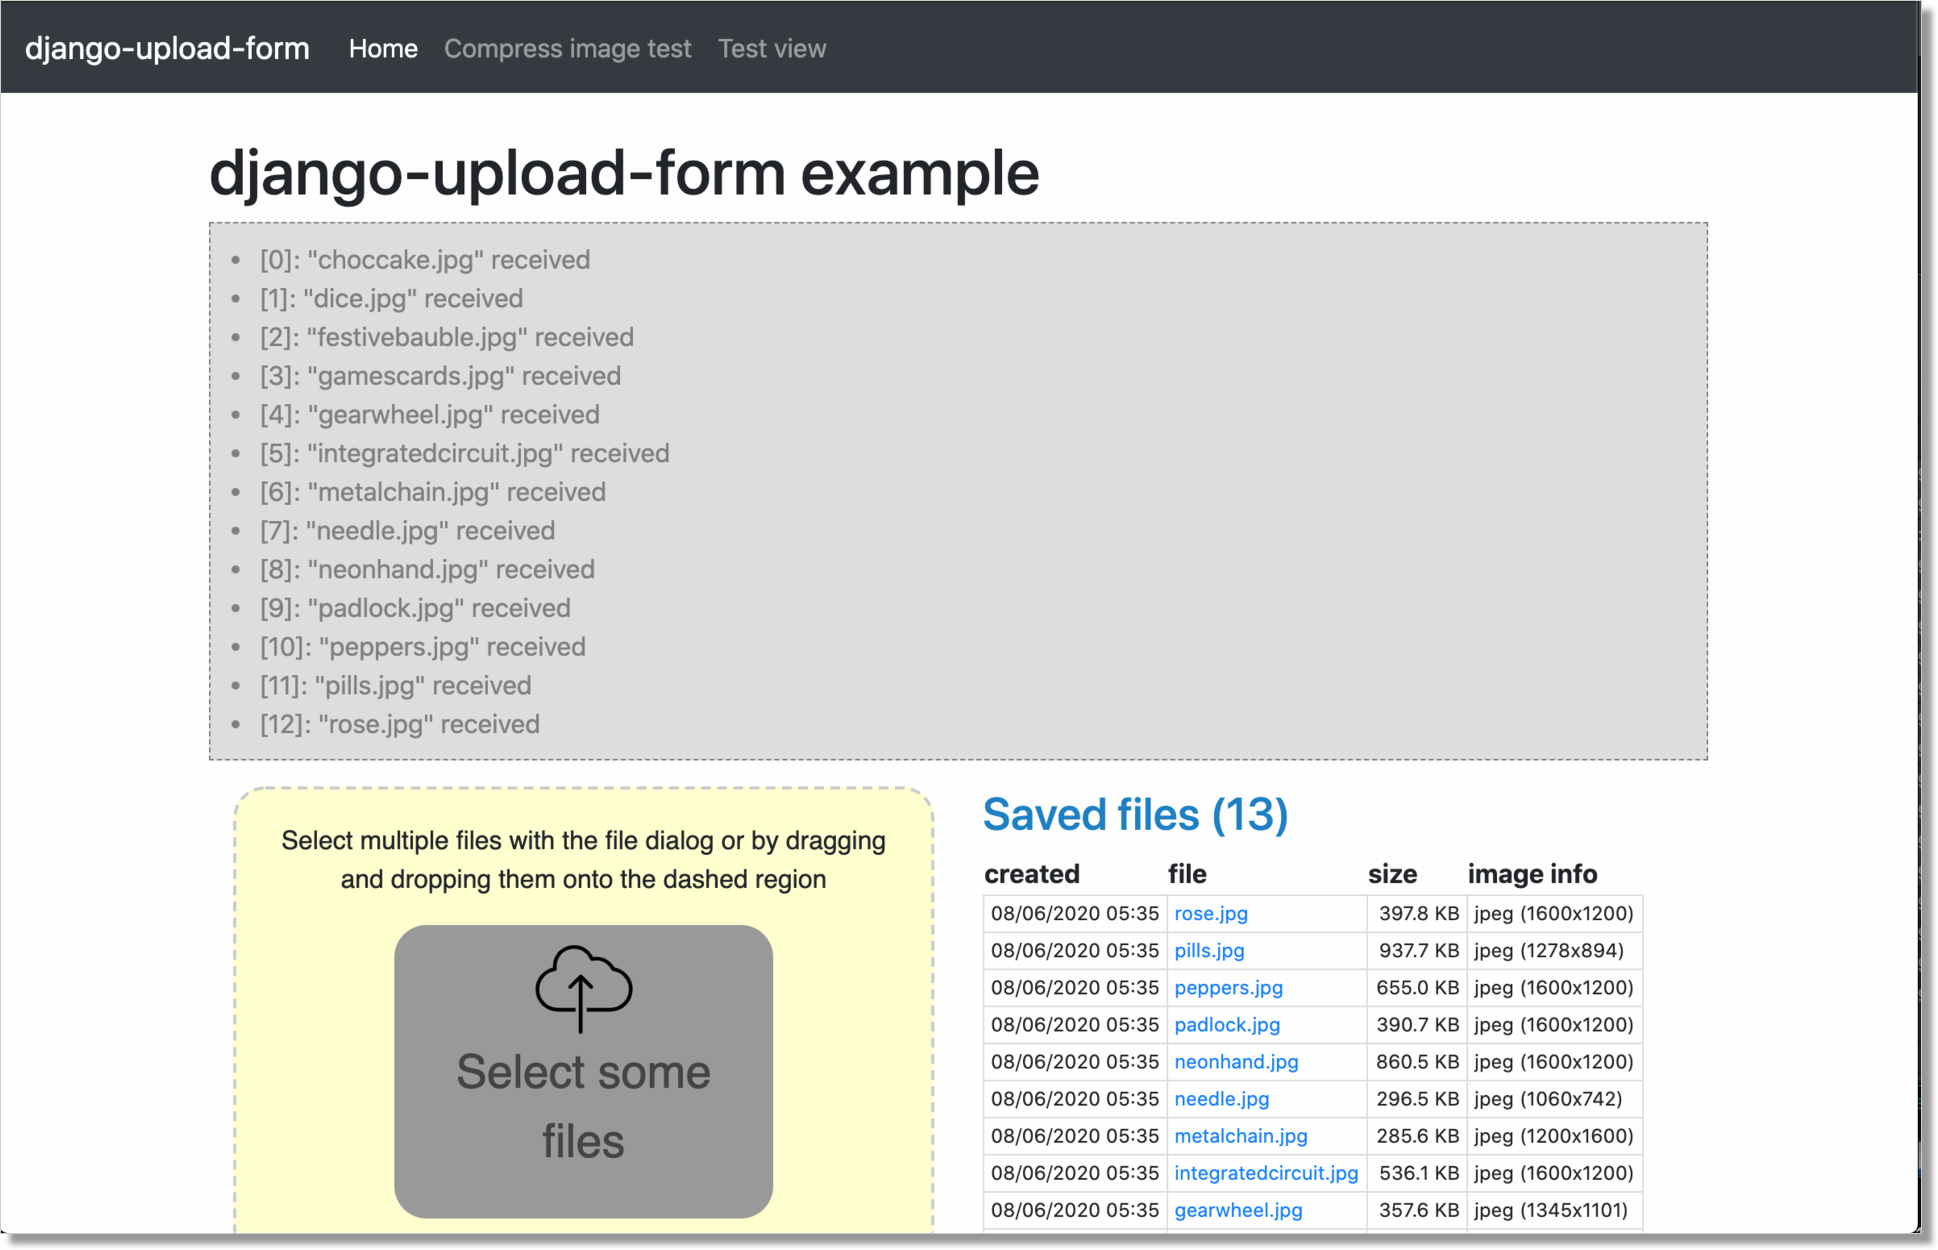 django-upload-form Home Compress image test Test view
django-upload-form example
• [0]: "choccake.jpg" received
• [1]: "dice.jpg" received
• [2]: "festivebauble.jpg" received
• [3]: "gamescards.jpg" received
• [4]: "gearwheel.jpg" received
• [5]: "integratedcircuit.jpg" received
• [6]: "metalchain.jpg" received
• [7]: "needle.jpg" received
• [8]: "neonhand.jpg" received
• [9]: "padlock.jpg" received
• [10]: "peppers.jpg" received
• [11]: "pills.jpg" received
• [12]: "rose.jpg" received
Select multiple files with the file dialog or by dragging
and dropping them onto the dashed region
Select some
files
Saved files (13)
created file size image info
08/06/2020 05:35 rose.jpg 397.8 KB jpeg (1600x1200)
08/06/2020 05:35 pills.jpg 937.7 KB jpeg (1278x894)
08/06/2020 05:35 peppers.jpg 655.0 KB jpeg (1600x1200)
08/06/2020 05:35 padlock.jpg 390.7 KB jpeg (1600x1200)
08/06/2020 05:35 neonhand.jpg 860.5 KB jpeg (1600x1200)
08/06/2020 05:35 needle.jpg 296.5 KB jpeg (1060x742)
08/06/2020 05:35 metalchain.jpg 285.6 KB jpeg (1200x1600)
08/06/2020 05:35 integratedcircuit.jpg 536.1 KB jpeg (1600x1200)
08/06/2020 05:35 gearwheel.jpg 357.6 KB jpeg (1345x1101)